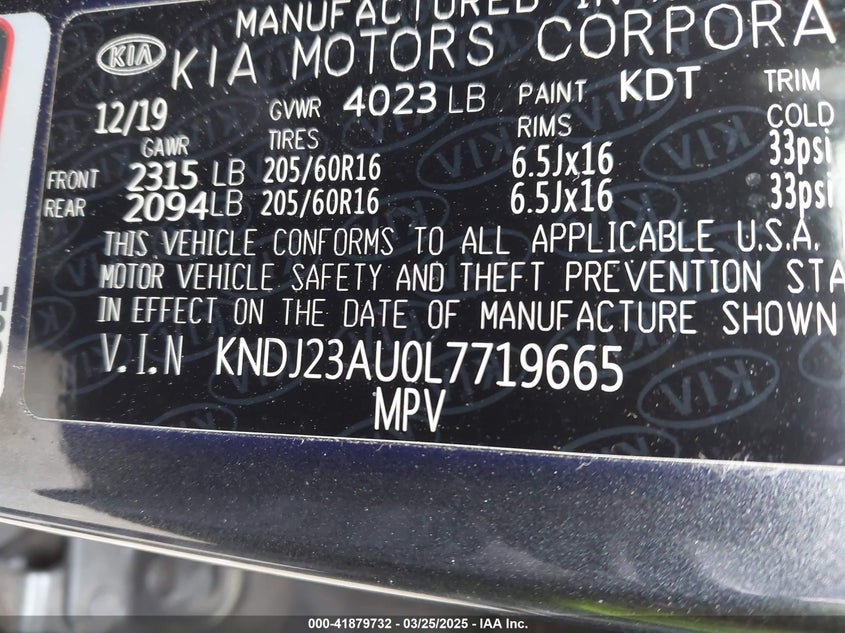 MANUFACTURED IN
KIA KIA MOTORS CORPORA
12/19 GVWR 4023 LB PAINT KDT TRIM
GAWR TIRES RIMS COLD
FRONT 2315 LB 205/60R16 6.5Jx16 33psi
REAR 2094 LB 205/60R16 6.5Jx16 33psi
THIS VEHICLE CONFORMS TO ALL APPLICABLE U.S.A.
MOTOR VEHICLE SAFETY AND THEFT PREVENTION STA
IN EFFECT ON THE DATE OF MANUFACTURE SHOWN
V.I.N KNDJ23AU0L7719665
MPV
000-41879732 — 03/25/2025 — IAA Inc.